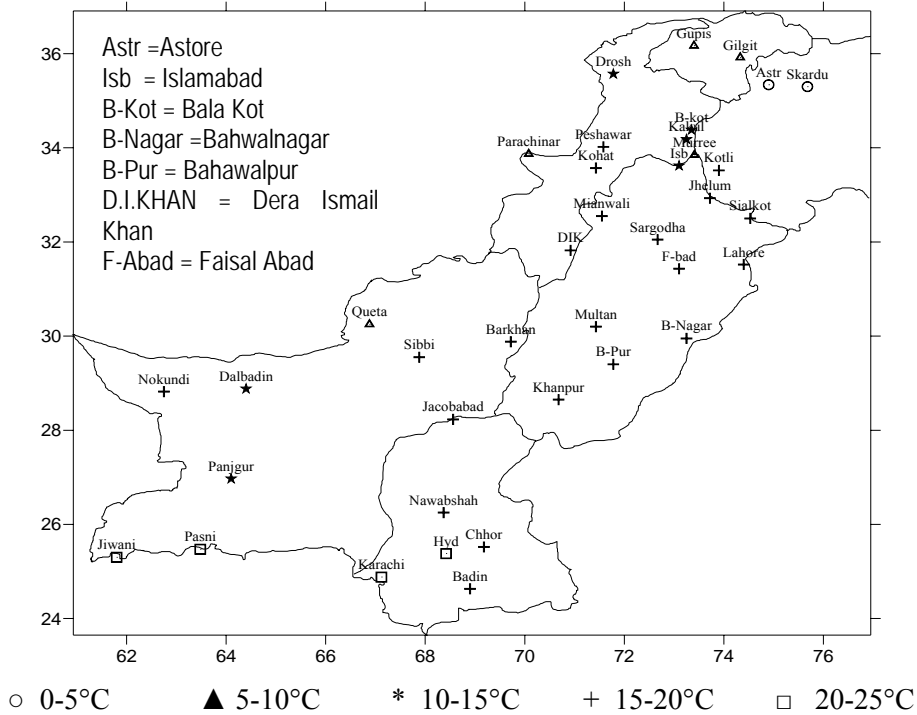 36
34
32
30
28
26
24
Astr =Astore
Isb = Islamabad
B-Kot = Bala Kot
B-Nagar =Bahwalnagar
B-Pur = Bahawalpur
D.I.KHAN = Dera Ismail
Khan
F-Abad = Faisal Abad
Gupis
Gilgit
Drosh
Astr
Skardu
B-kot
Kakul
Murree
Parachinar
Peshawar
Kohat
Isb
Kotli
Jhelum
Mianwali
Sialkot
Sargodha
DIK
F-bad
Lahore
Queta
Multan
Barkhan
B-Nagar
Sibbi
B-Pur
Nokundi
Dalbadin
Khanpur
Jacobabad
Panjgur
Nawabshah
Jiwani
Pasni
Hyd
Chhor
Karachi
Badin
62
64
66
68
70
72
74
76
○ 0-5°C ▲ 5-10°C * 10-15°C + 15-20°C □ 20-25°C